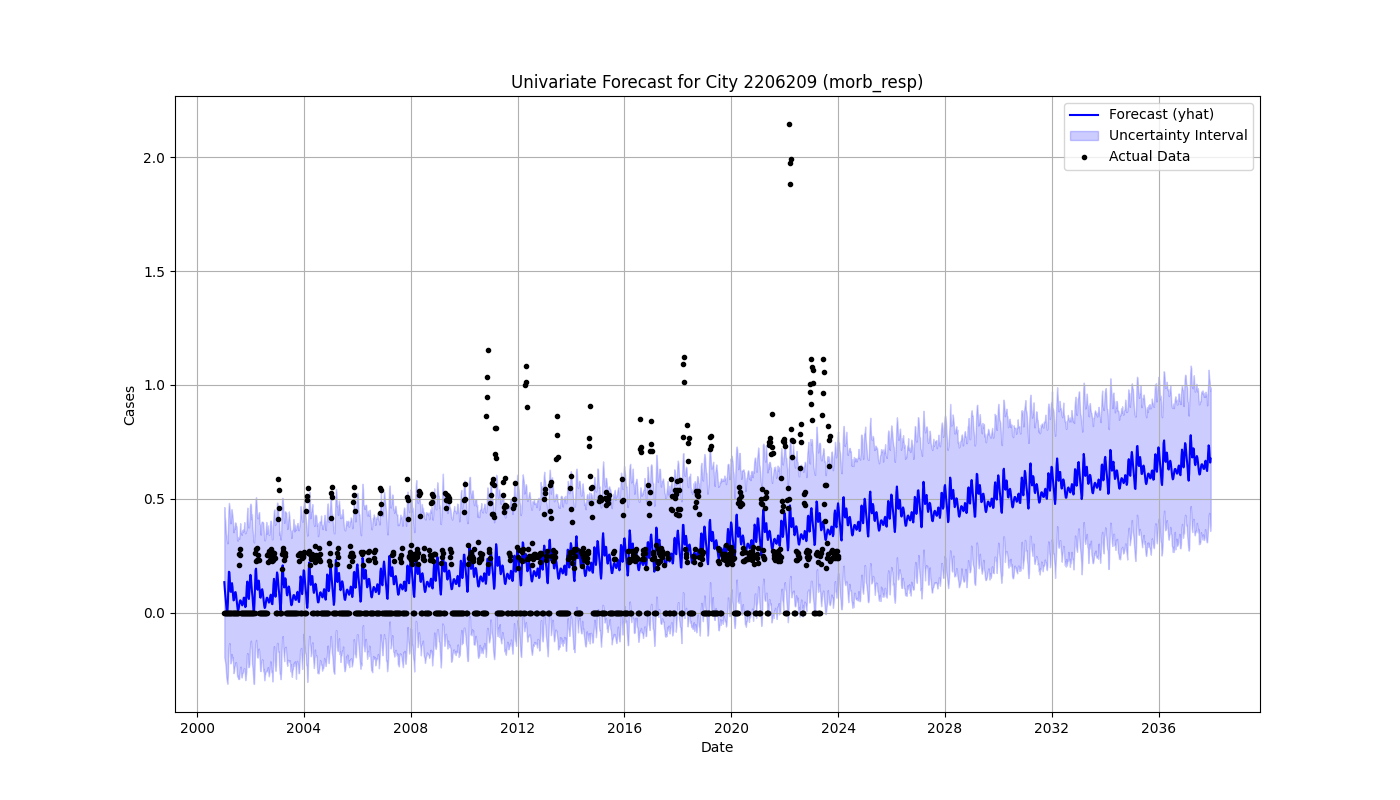 Univariate Forecast for City 2206209 (morb_resp)
Forecast (yhat)
Uncertainty Interval
Actual Data
Cases
2.0
1.5
1.0
0.5
0.0
2000 2004 2008 2012 2016 2020 2024 2028 2032 2036
Date